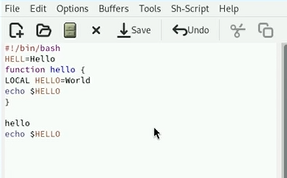 File Edit Options Buffers Tools Sh-Script Help
Save Undo
#!/bin/bash
HELL=Hello
function hello {
LOCAL HELLO=World
echo $HELLO
}
hello
echo $HELLO